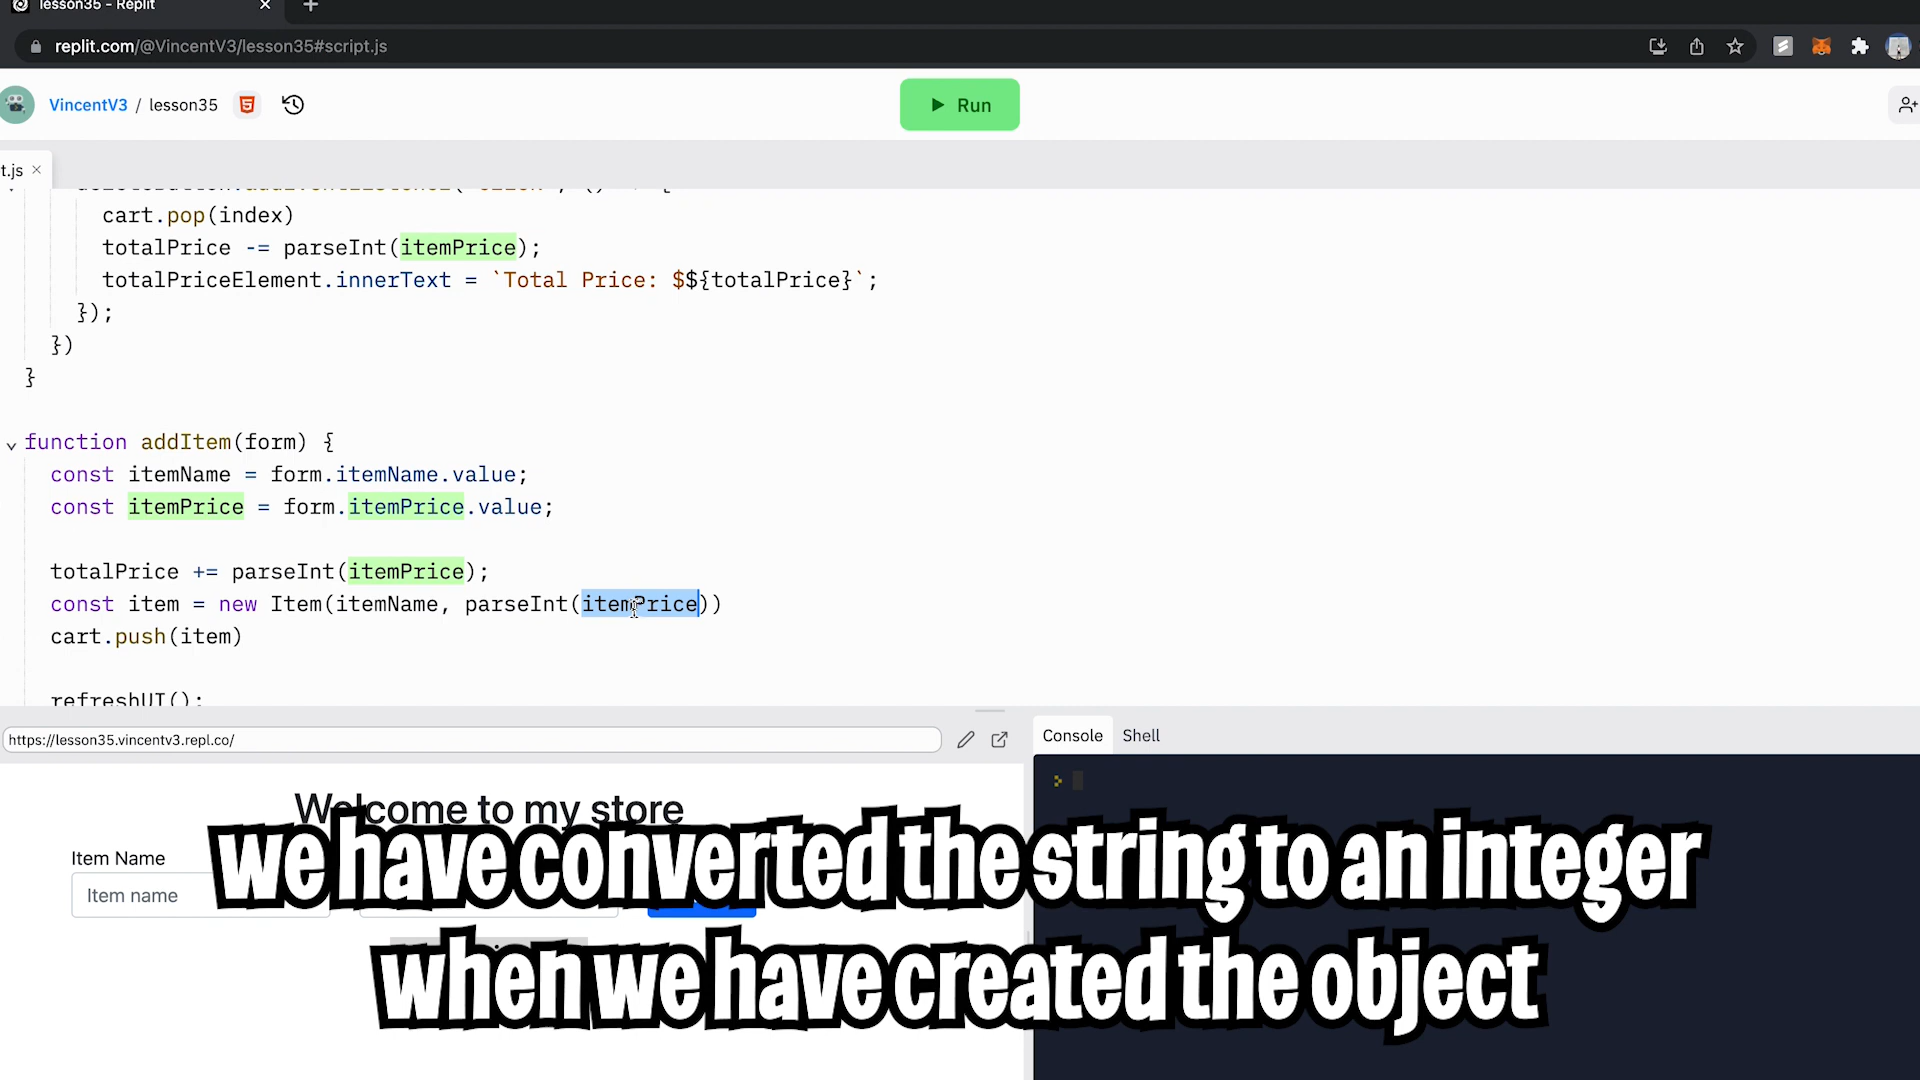 lesson35 - Replit
replit.com/@VincentV3/lesson35#script.js
VincentV3 / lesson35
Run
t.js
cart.pop(index)
totalPrice -= parseInt(itemPrice);
totalPriceElement.innerText = `Total Price: $${totalPrice}`;
});
})
}
function addItem(form) {
const itemName = form.itemName.value;
const itemPrice = form.itemPrice.value;
totalPrice += parseInt(itemPrice);
const item = new Item(itemName, parseInt(itemPrice))
cart.push(item)
refreshUI();
https://lesson35.vincentv3.repl.co/
Console Shell
Welcome to my store
Item Name
Item name
we have converted the string to an integer
when we have created the object